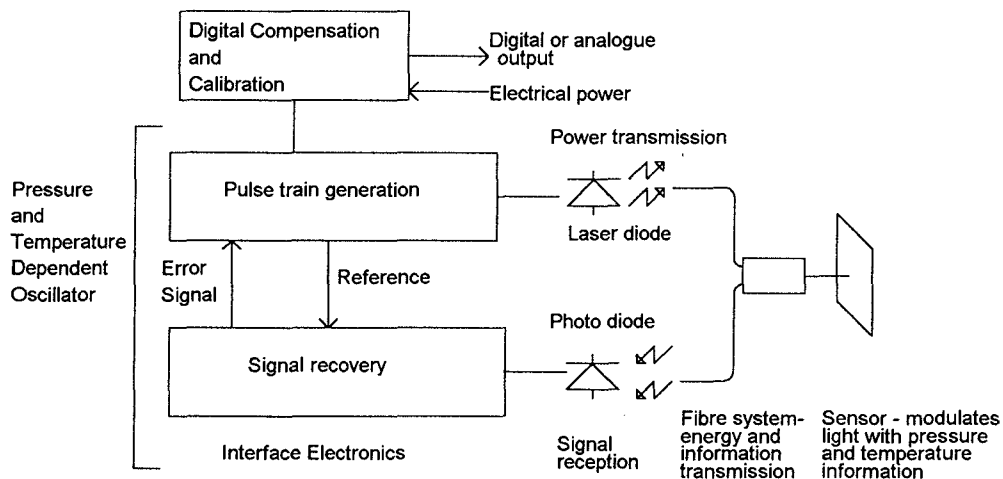 Digital Compensation
and
Calibration
Digital or analogue
output
Electrical power
Power transmission
Pulse train generation
Laser diode
Pressure
and
Temperature
Dependent
Oscillator
Error
Signal
Reference
Photo diode
Signal recovery
Interface Electronics
Signal
reception
Fibre system-
energy and
information
transmission
Sensor - modulates
light with pressure
and temperature
information